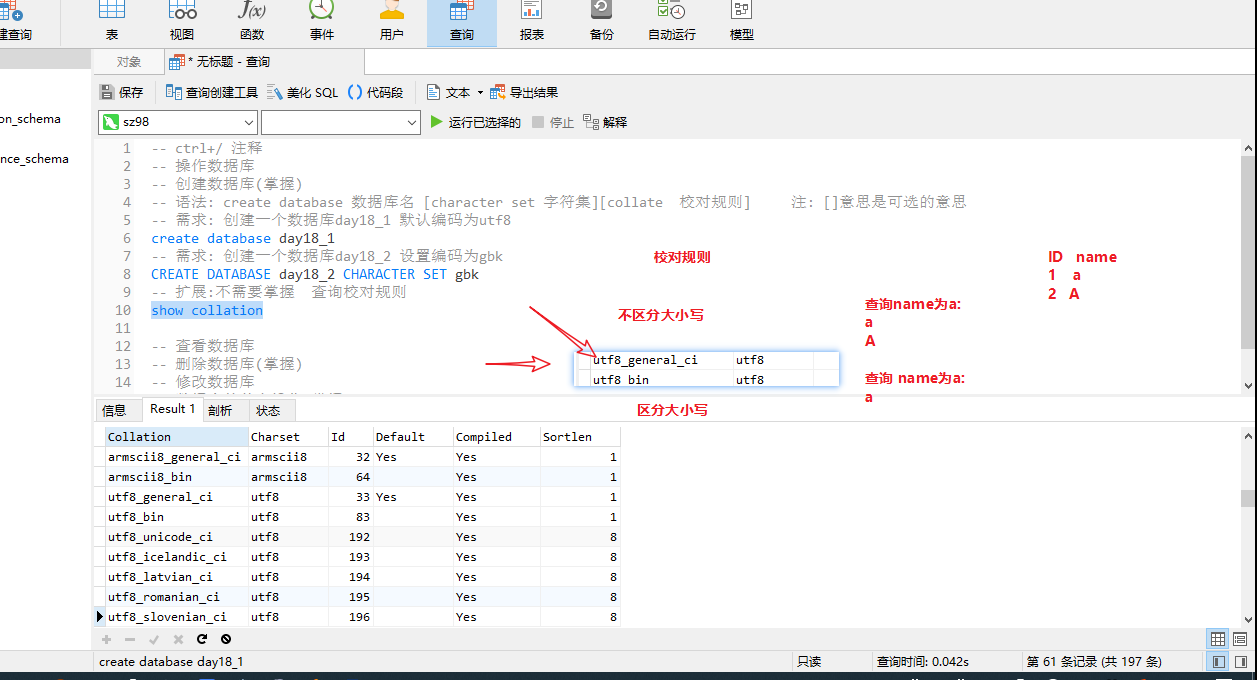 建查询 表 视图 函数 事件 用户 查询 报表 备份 自动运行 模型
对象 * 无标题 - 查询
保存 查询创建工具 美化 SQL 代码段 文本 导出结果
sz98 运行已选择的 停止 解释
on_schema
nce_schema
1 -- ctrl+/ 注释
2 -- 操作数据库
3 -- 创建数据库(掌握)
4 -- 语法: create database 数据库名 [character set 字符集][collate 校对规则] 注: []意思是可选的意思
5 -- 需求: 创建一个数据库day18_1 默认编码为utf8
6 create database day18_1
7 -- 需求: 创建一个数据库day18_2 设置编码为gbk
8 CREATE DATABASE day18_2 CHARACTER SET gbk
9 -- 扩展:不需要掌握 查询校对规则
10 show collation
11
12 -- 查看数据库
13 -- 删除数据库(掌握)
14 -- 修改数据库
校对规则
不区分大小写
utf8_general_ci utf8
utf8_bin utf8
区分大小写
ID name
1 a
2 A
查询name为a:
a
A
查询 name为a:
a
信息 Result 1 剖析 状态
Collation Charset Id Default Compiled Sortlen
armscii8_general_ci armscii8 32 Yes Yes 1
armscii8_bin armscii8 64 Yes 1
utf8_general_ci utf8 33 Yes Yes 1
utf8_bin utf8 83 Yes 1
utf8_unicode_ci utf8 192 Yes 8
utf8_icelandic_ci utf8 193 Yes 8
utf8_latvian_ci utf8 194 Yes 8
utf8_romanian_ci utf8 195 Yes 8
utf8_slovenian_ci utf8 196 Yes 8
create database day18_1 只读 查询时间: 0.042s 第 61 条记录 (共 197 条)